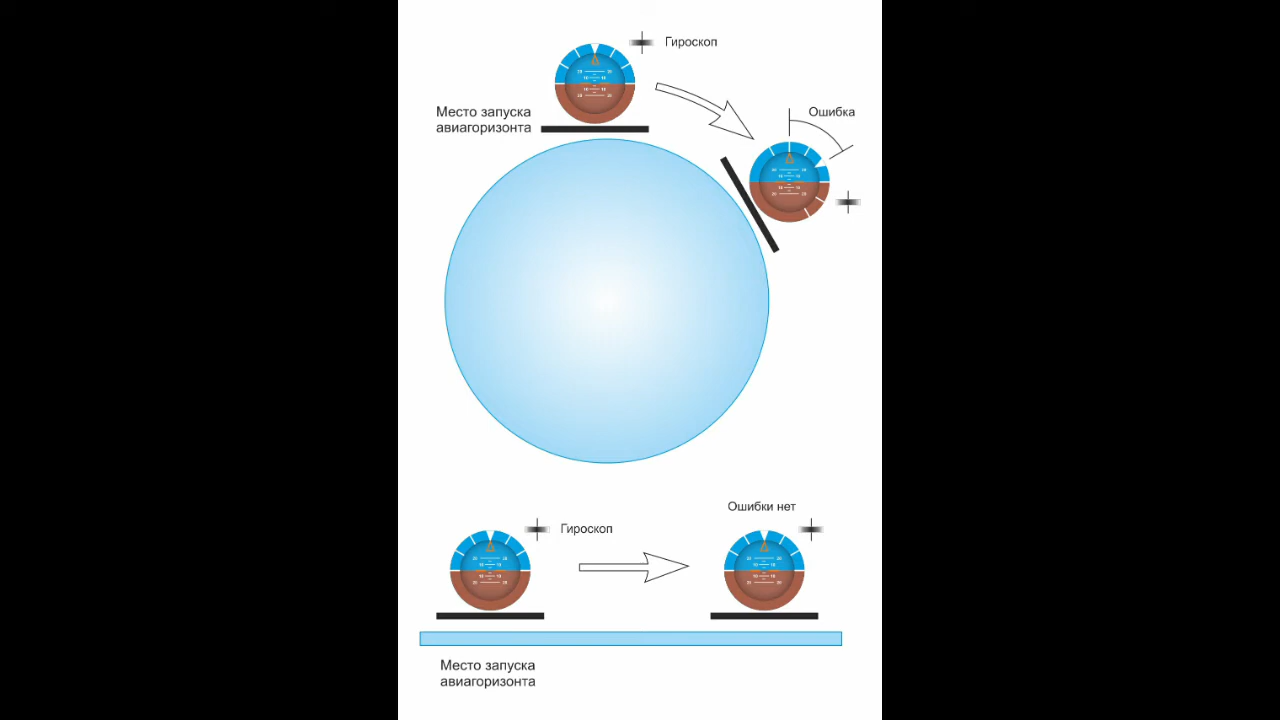 Гироскоп
Ошибка
Место запуска
авиагоризонта
Ошибки нет
Гироскоп
Место запуска
авиагоризонта